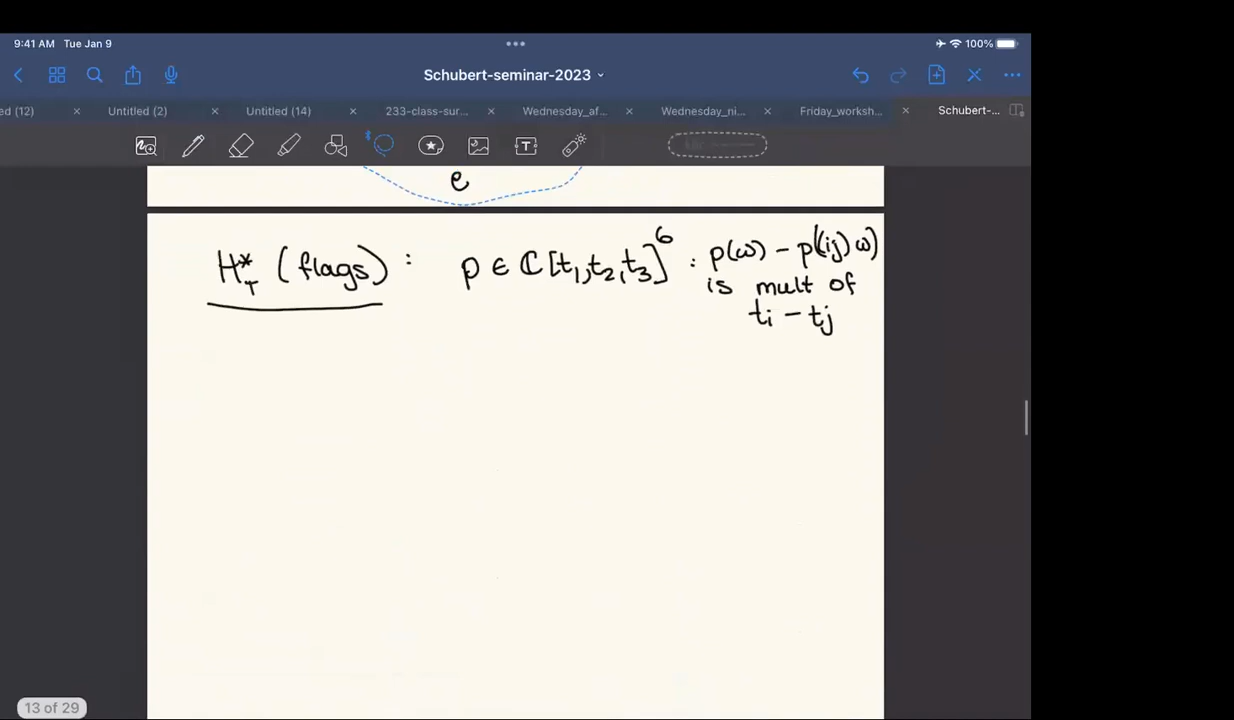 9:41 AM Tue Jan 9
100%
Schubert-seminar-2023
ed (12)
Untitled (2)
Untitled (14)
233-class-sur...
Wednesday_af...
Wednesday_ni...
Friday_worksh...
Schubert-...
T
e
H*_T (flags) : p ∈ ℂ[t₁,t₂,t₃]⁶ : p(ω) – p((ij)ω)
is mult of
tᵢ – tⱼ
13 of 29